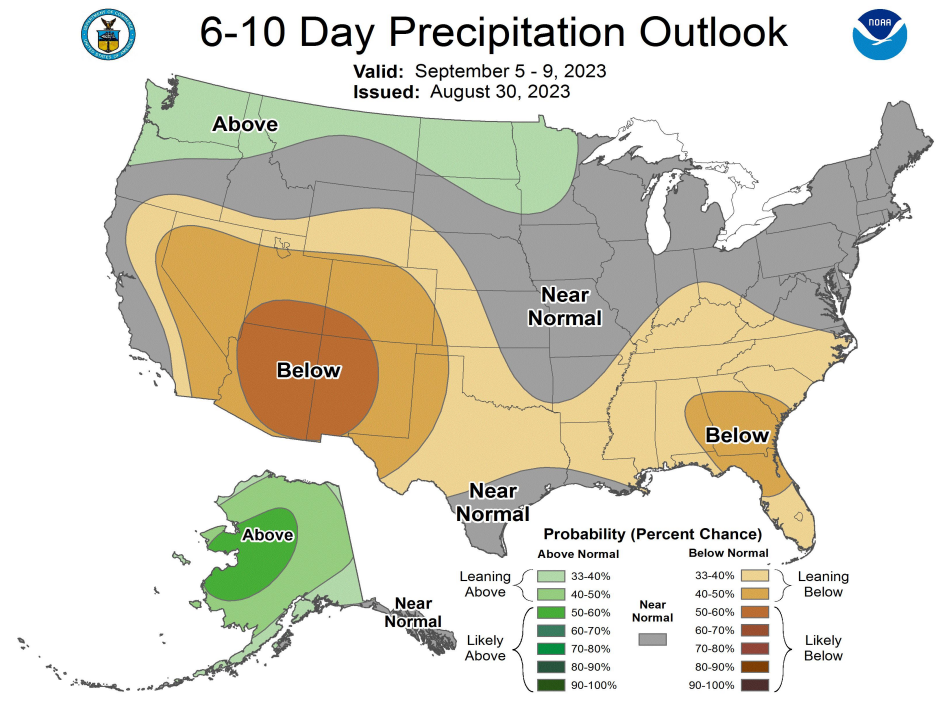 6-10 Day Precipitation Outlook
NOAA
Valid: September 5 - 9, 2023
Issued: August 30, 2023
Above
Near
Normal
Below
Below
Near
Normal
Above
Near
Normal
Probability (Percent Chance)
Above Normal
Below Normal
Leaning
Above
33-40%
40-50%
Likely
Above
50-60%
60-70%
70-80%
80-90%
90-100%
Near
Normal
33-40%
40-50%
Leaning
Below
50-60%
60-70%
70-80%
80-90%
90-100%
Likely
Below